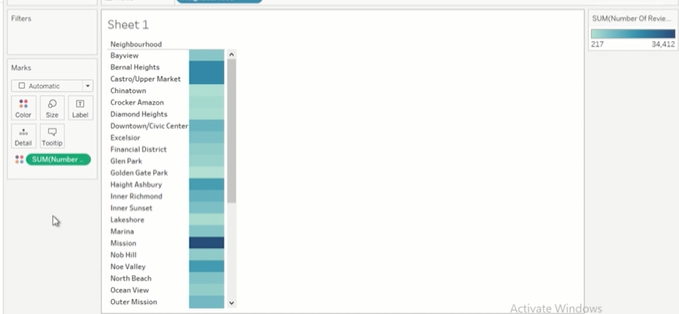 Filters
Marks
Automatic
Color Size Label
Detail Tooltip
SUM(Number ..
Sheet 1
Neighbourhood
Bayview
Bernal Heights
Castro/Upper Market
Chinatown
Crocker Amazon
Diamond Heights
Downtown/Civic Center
Excelsior
Financial District
Glen Park
Golden Gate Park
Haight Ashbury
Inner Richmond
Inner Sunset
Lakeshore
Marina
Mission
Nob Hill
Noe Valley
North Beach
Ocean View
Outer Mission
SUM(Number Of Revie...
217 34,412
Activate Windows